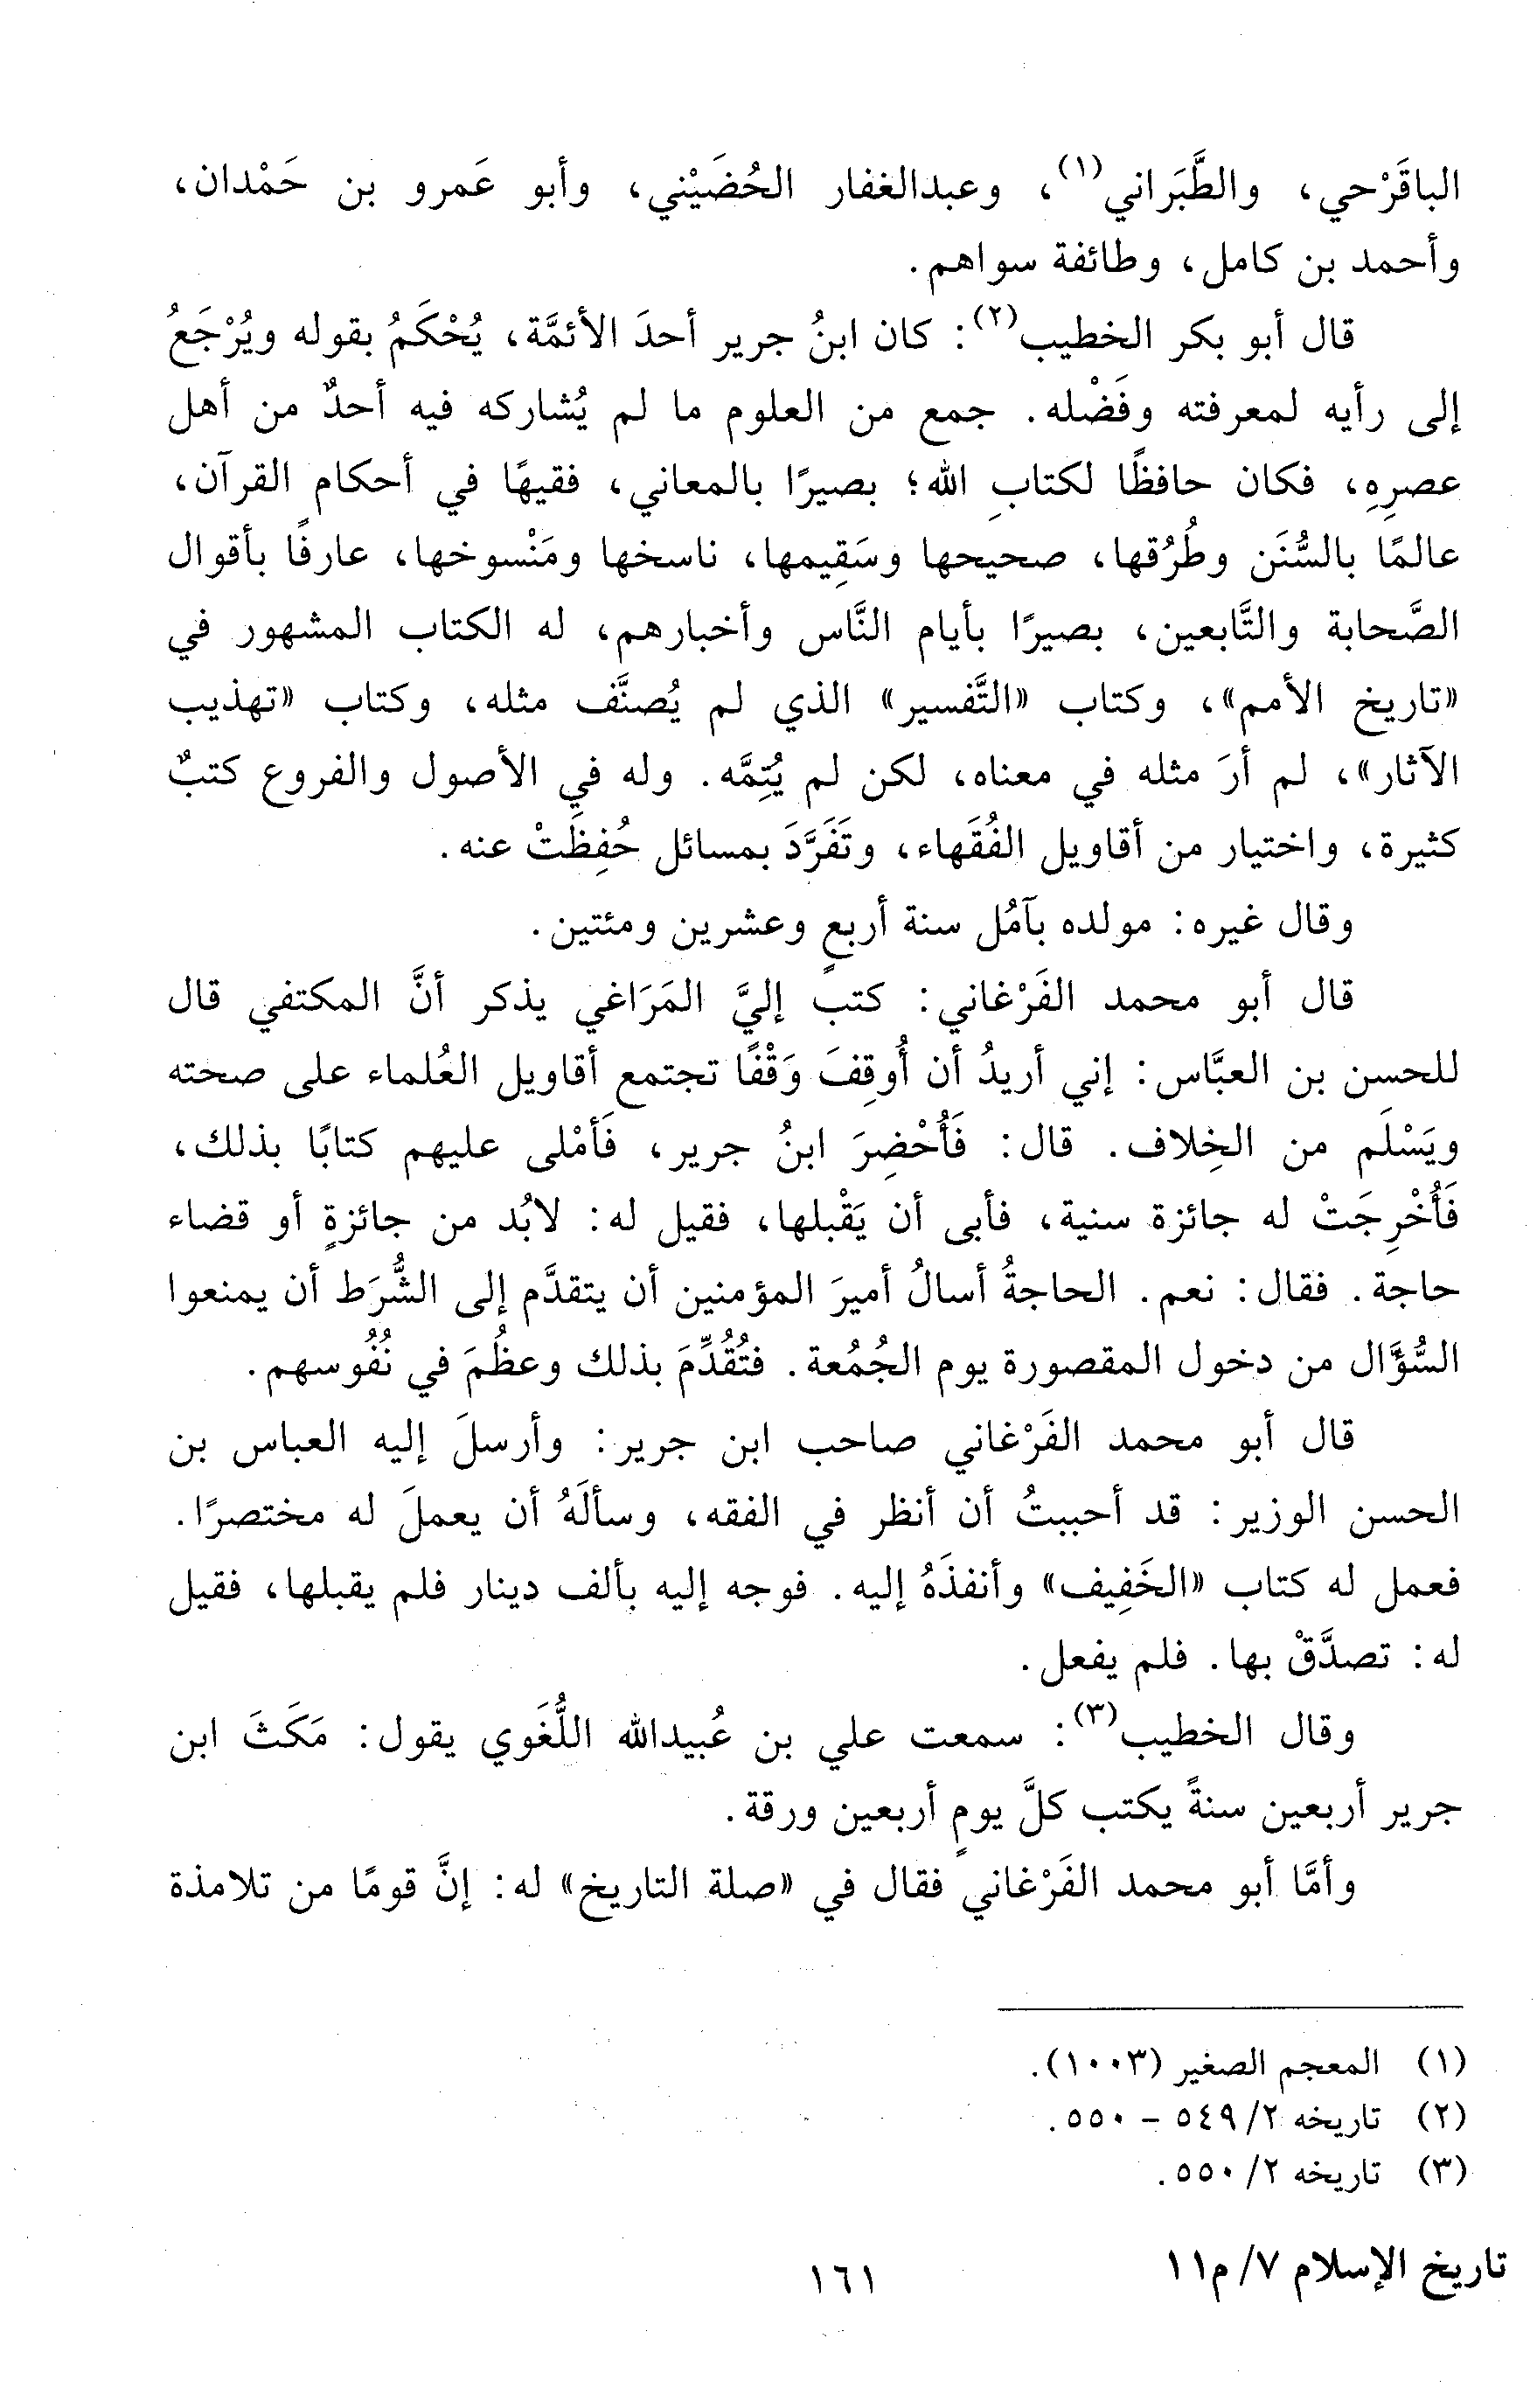 الباقَرْحي، والطَّبَراني(١)، وعبدالغفار الحُضَيْني، وأبو عَمرو بن حَمْدان،
وأحمد بن كامل، وطائفة سواهم.
قال أبو بكر الخطيب(٢): كان ابنُ جرير أحدَ الأئمَّة، يُحْكَمُ بقوله ويُرْجَعُ
إلى رأيه لمعرفته وفَضْله. جمع من العلوم ما لم يُشاركه فيه أحدٌ من أهل
عصرِهِ، فكان حافظًا لكتابِ الله؛ بصيرًا بالمعاني، فقيهًا في أحكام القرآن،
عالمًا بالسُّنَن وطُرُقها، صحيحها وسَقِيمها، ناسخها ومَنْسوخها، عارفًا بأقوال
الصَّحابة والتَّابعين، بصيرًا بأيام النَّاس وأخبارهم، له الكتاب المشهور في
«تاريخ الأمم»، وكتاب «التَّفسير» الذي لم يُصنَّف مثله، وكتاب «تهذيب
الآثار»، لم أرَ مثله في معناه، لكن لم يُتِمَّه. وله في الأصول والفروع كتبٌ
كثيرة، واختيار من أقاويل الفُقَهاء، وتَفَرَّدَ بمسائل حُفِظَتْ عنه.
وقال غيره: مولده بآمُل سنة أربعٍ وعشرين ومئتين.
قال أبو محمد الفَرْغاني: كتب إليَّ المَرَاغي يذكر أنَّ المكتفي قال
للحسن بن العبَّاس: إني أريدُ أن أُوقِفَ وَقْفًا تجتمع أقاويل العُلماء على صحته
ويَسْلَم من الخِلاف. قال: فَأُحْضِرَ ابنُ جرير، فَأمْلى عليهم كتابًا بذلك،
فَأُخْرِجَتْ له جائزة سنية، فأبى أن يَقْبلها، فقيل له: لابُد من جائزةٍ أو قضاء
حاجة. فقال: نعم. الحاجةُ أسالُ أميرَ المؤمنين أن يتقدَّم إلى الشُّرَط أن يمنعوا
السُّؤَّال من دخول المقصورة يوم الجُمُعة. فتُقُدِّمَ بذلك وعظُمَ في نُفُوسهم.
قال أبو محمد الفَرْغاني صاحب ابن جرير: وأرسلَ إليه العباس بن
الحسن الوزير: قد أحببتُ أن أنظر في الفقه، وسألَهُ أن يعملَ له مختصرًا.
فعمل له كتاب «الخَفِيف» وأنفذَهُ إليه. فوجه إليه بألف دينار فلم يقبلها، فقيل
له: تصدَّقْ بها. فلم يفعل.
وقال الخطيب(٣): سمعت علي بن عُبيدالله اللُّغَوي يقول: مَكَثَ ابن
جرير أربعين سنةً يكتب كلَّ يومٍ أربعين ورقة.
وأمَّا أبو محمد الفَرْغاني فقال في «صلة التاريخ» له: إنَّ قومًا من تلامذة
(١) المعجم الصغير (١٠٠٣).
(٢) تاريخه ٢/ ٥٤٩ – ٥٥٠.
(٣) تاريخه ٢/ ٥٥٠.
تاريخ الإسلام ٧/ م١١
١٦١